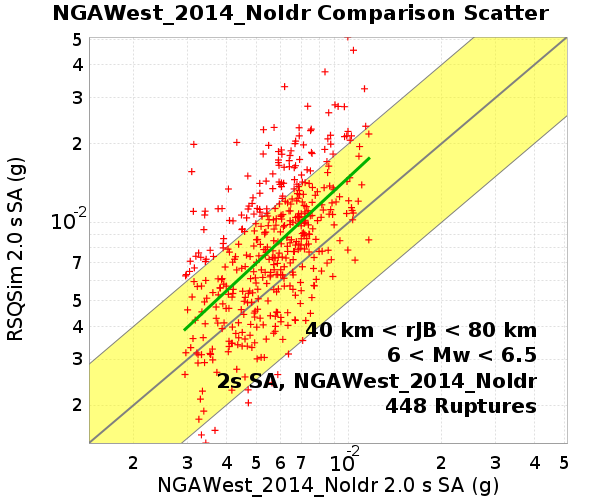 NGAWest_2014_NoIdr Comparison Scatter
5
4
3
2
10-2
7
5
4
3
2
RSQSim 2.0 s SA (g)
40 km < rJB < 80 km
6 < Mw < 6.5
2s SA, NGAWest_2014_NoIdr
448 Ruptures
2 3 4 5 6 7 10-2 2 3 4 5
NGAWest_2014_NoIdr 2.0 s SA (g)